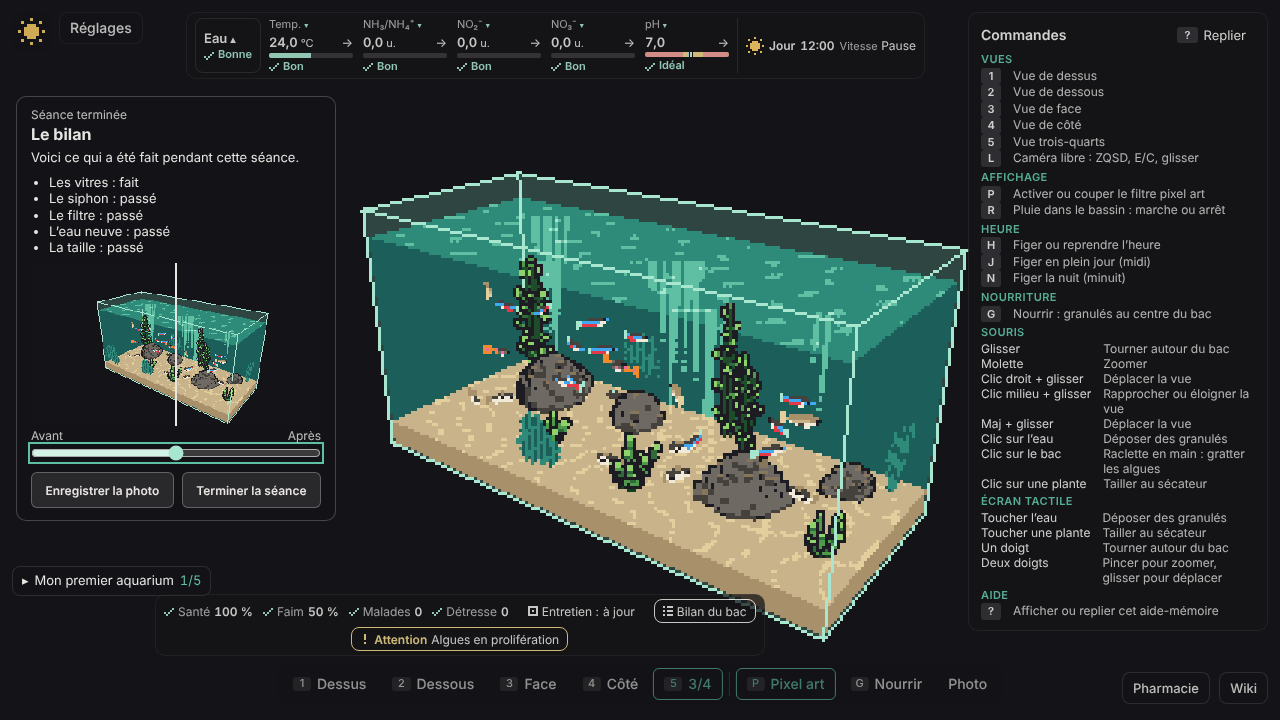 Réglages
Eau ▴
Bonne
Temp. ▾
24,0 °C →
Bon
NH₃/NH₄⁺ ▾
0,0 u. →
Bon
NO₂⁻ ▾
0,0 u. →
Bon
NO₃⁻ ▾
0,0 u. →
Bon
pH ▾
7,0 →
Idéal
Jour 12:00 Vitesse Pause
Séance terminée
Le bilan
Voici ce qui a été fait pendant cette séance.
• Les vitres : fait
• Le siphon : passé
• Le filtre : passé
• L'eau neuve : passé
• La taille : passé
Avant Après
Enregistrer la photo Terminer la séance
▸ Mon premier aquarium 1/5
Santé 100 % Faim 50 % Malades 0 Détresse 0 Entretien : à jour Bilan du bac
! Attention Algues en prolifération
1 Dessus 2 Dessous 3 Face 4 Côté 5 3/4 P Pixel art G Nourrir Photo
Commandes ? Replier
VUES
1 Vue de dessus
2 Vue de dessous
3 Vue de face
4 Vue de côté
5 Vue trois-quarts
L Caméra libre : ZQSD, E/C, glisser
AFFICHAGE
P Activer ou couper le filtre pixel art
R Pluie dans le bassin : marche ou arrêt
HEURE
H Figer ou reprendre l'heure
J Figer en plein jour (midi)
N Figer la nuit (minuit)
NOURRITURE
G Nourrir : granulés au centre du bac
SOURIS
Glisser Tourner autour du bac
Molette Zoomer
Clic droit + glisser Déplacer la vue
Clic milieu + glisser Rapprocher ou éloigner la
vue
Maj + glisser Déplacer la vue
Clic sur l'eau Déposer des granulés
Clic sur le bac Raclette en main : gratter
les algues
Clic sur une plante Tailler au sécateur
ÉCRAN TACTILE
Toucher l'eau Déposer des granulés
Toucher une plante Tailler au sécateur
Un doigt Tourner autour du bac
Deux doigts Pincer pour zoomer,
glisser pour déplacer
AIDE
? Afficher ou replier cet aide-mémoire
Pharmacie Wiki